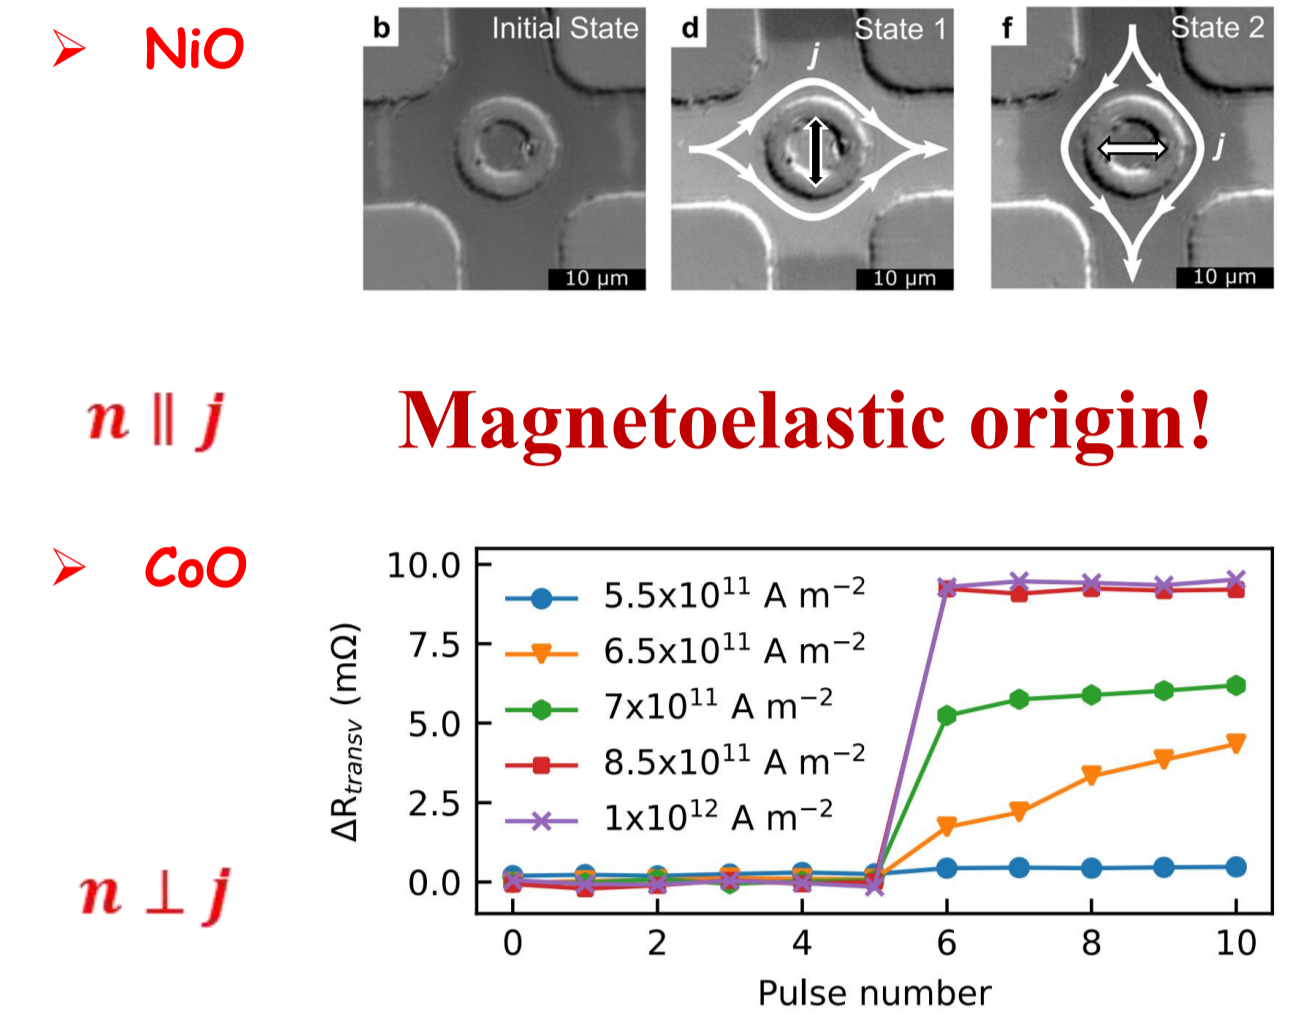 ➢ NiO
b Initial State
d State 1
f State 2
j
j
10 µm
10 µm
10 µm
n ∥ j
Magnetoelastic origin!
➢ CoO
10.0
7.5
5.0
2.5
0.0
ΔR_transv (mΩ)
5.5x10¹¹ A m⁻²
6.5x10¹¹ A m⁻²
7x10¹¹ A m⁻²
8.5x10¹¹ A m⁻²
1x10¹² A m⁻²
n ⊥ j
0 2 4 6 8 10
Pulse number